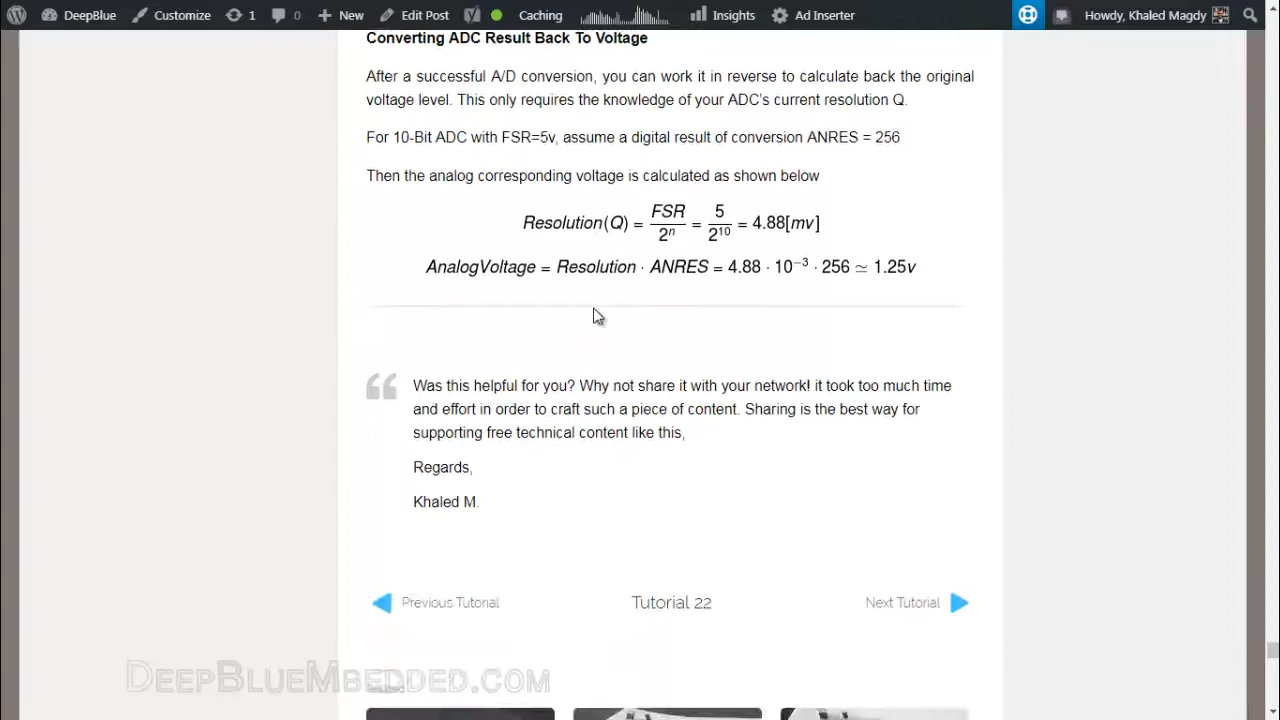 DeepBlue Customize 1 0 New Edit Post Caching Insights Ad Inserter Howdy, Khaled Magdy
Converting ADC Result Back To Voltage
After a successful A/D conversion, you can work it in reverse to calculate back the original
voltage level. This only requires the knowledge of your ADC's current resolution Q.
For 10-Bit ADC with FSR=5v, assume a digital result of conversion ANRES = 256
Then the analog corresponding voltage is calculated as shown below
Resolution(Q) = FSR/2ⁿ = 5/2¹⁰ = 4.88[mv]
AnalogVoltage = Resolution · ANRES = 4.88 · 10⁻³ · 256 ≃ 1.25v
Was this helpful for you? Why not share it with your network! it took too much time
and effort in order to craft such a piece of content. Sharing is the best way for
supporting free technical content like this,
Regards,
Khaled M.
Previous Tutorial Tutorial 22 Next Tutorial
DeepBlueMbedded.com